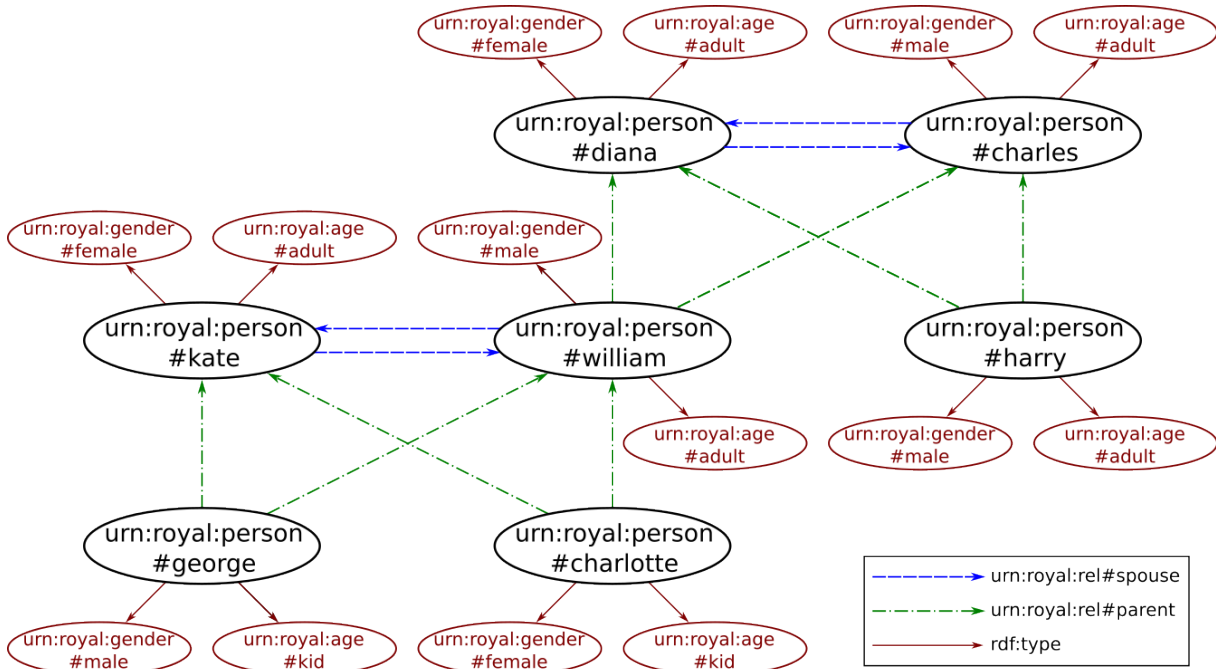 urn:royal:gender
#female
urn:royal:age
#adult
urn:royal:gender
#male
urn:royal:age
#adult
urn:royal:person
#diana
urn:royal:person
#charles
urn:royal:gender
#female
urn:royal:age
#adult
urn:royal:gender
#male
urn:royal:person
#kate
urn:royal:person
#william
urn:royal:person
#harry
urn:royal:age
#adult
urn:royal:gender
#male
urn:royal:age
#adult
urn:royal:person
#george
urn:royal:person
#charlotte
urn:royal:gender
#male
urn:royal:age
#kid
urn:royal:gender
#female
urn:royal:age
#kid
urn:royal:rel#spouse
urn:royal:rel#parent
rdf:type